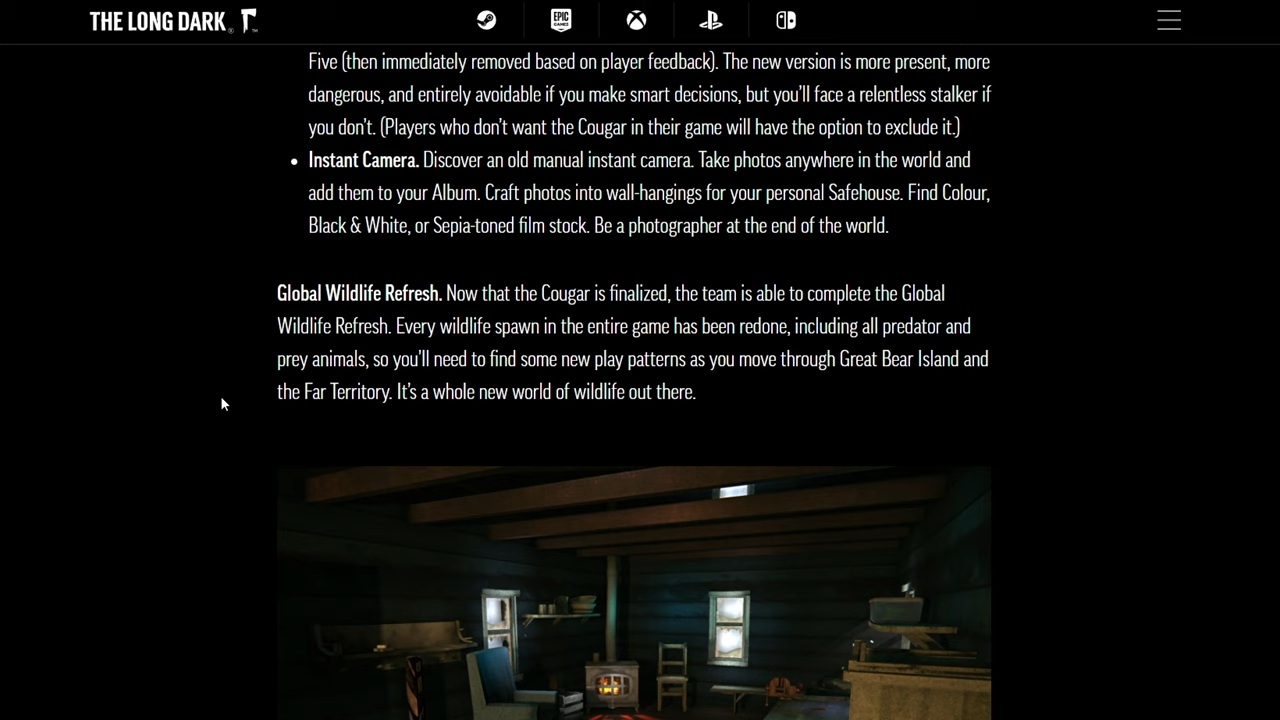 THE LONG DARK
EPIC
GAMES
Five (then immediately removed based on player feedback). The new version is more present, more
dangerous, and entirely avoidable if you make smart decisions, but you'll face a relentless stalker if
you don't. (Players who don't want the Cougar in their game will have the option to exclude it.)
• Instant Camera. Discover an old manual instant camera. Take photos anywhere in the world and
add them to your Album. Craft photos into wall-hangings for your personal Safehouse. Find Colour,
Black & White, or Sepia-toned film stock. Be a photographer at the end of the world.
Global Wildlife Refresh. Now that the Cougar is finalized, the team is able to complete the Global
Wildlife Refresh. Every wildlife spawn in the entire game has been redone, including all predator and
prey animals, so you'll need to find some new play patterns as you move through Great Bear Island and
the Far Territory. It's a whole new world of wildlife out there.